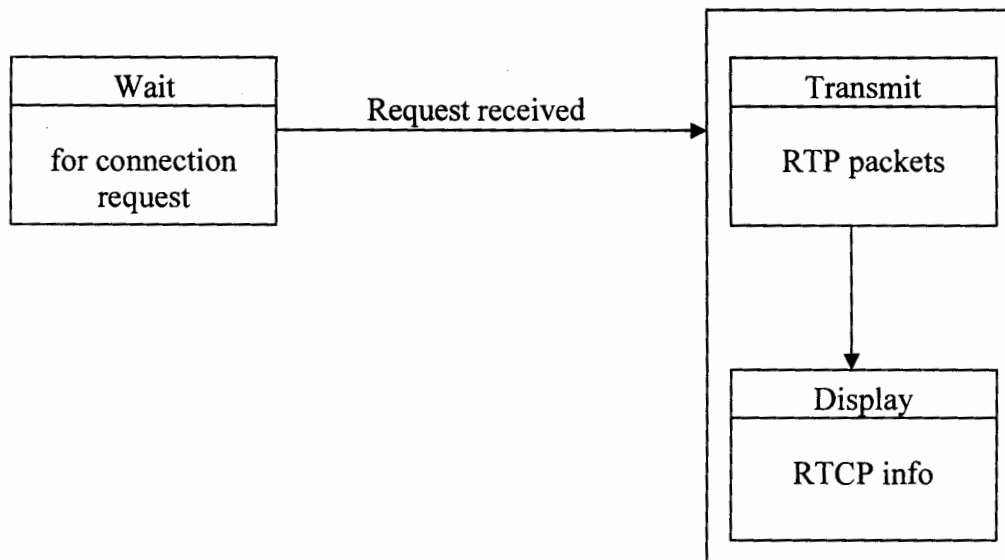 Wait
for connection
request
Request received
Transmit
RTP packets
Display
RTCP info